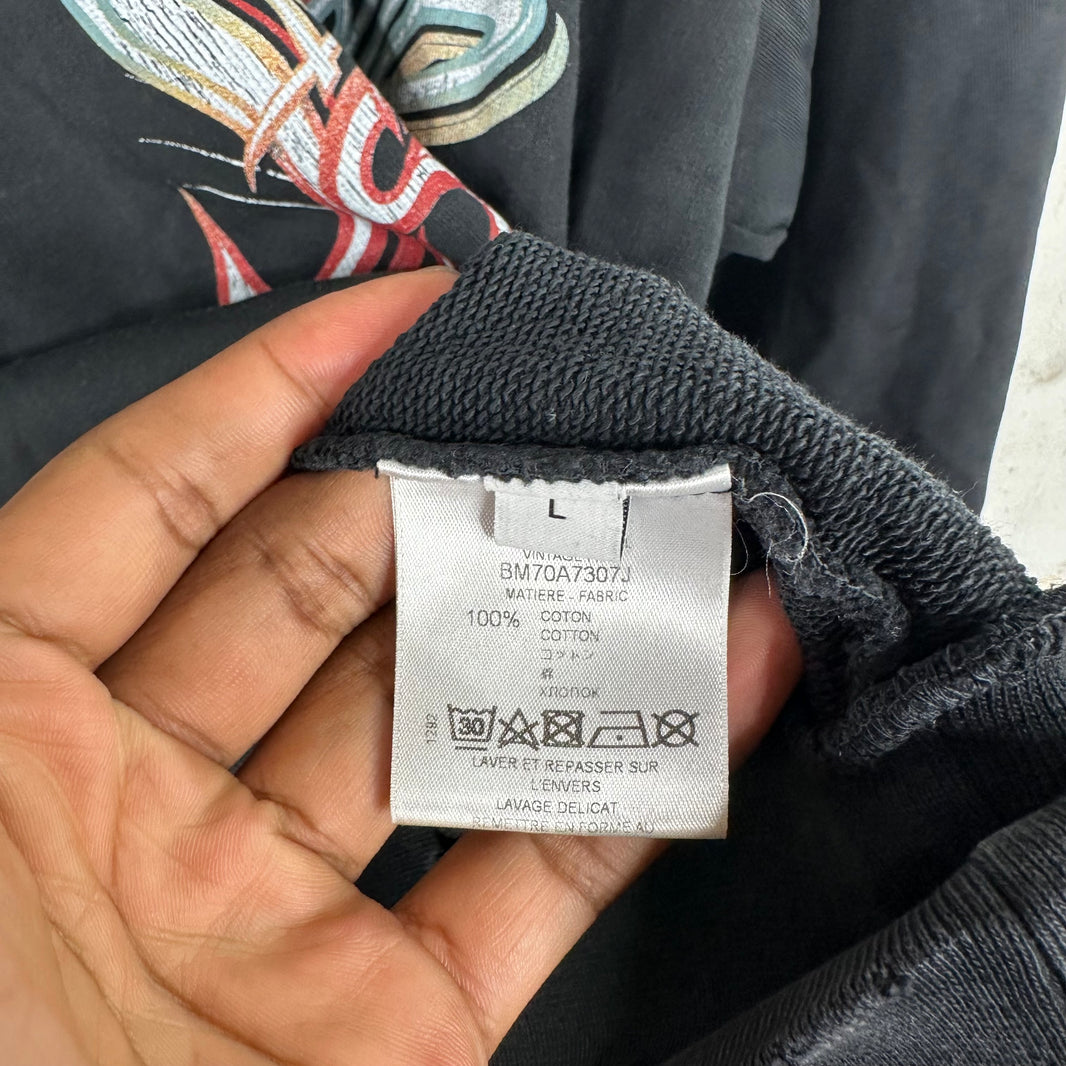 L
VINTAGE
BM70A7307J
MATIERE - FABRIC
100% COTON
COTTON
コットン
棉
ХЛОПОК
30
LAVER ET REPASSER SUR
L'ENVERS
LAVAGE DELICAT
REMETTRE EN FORME AU